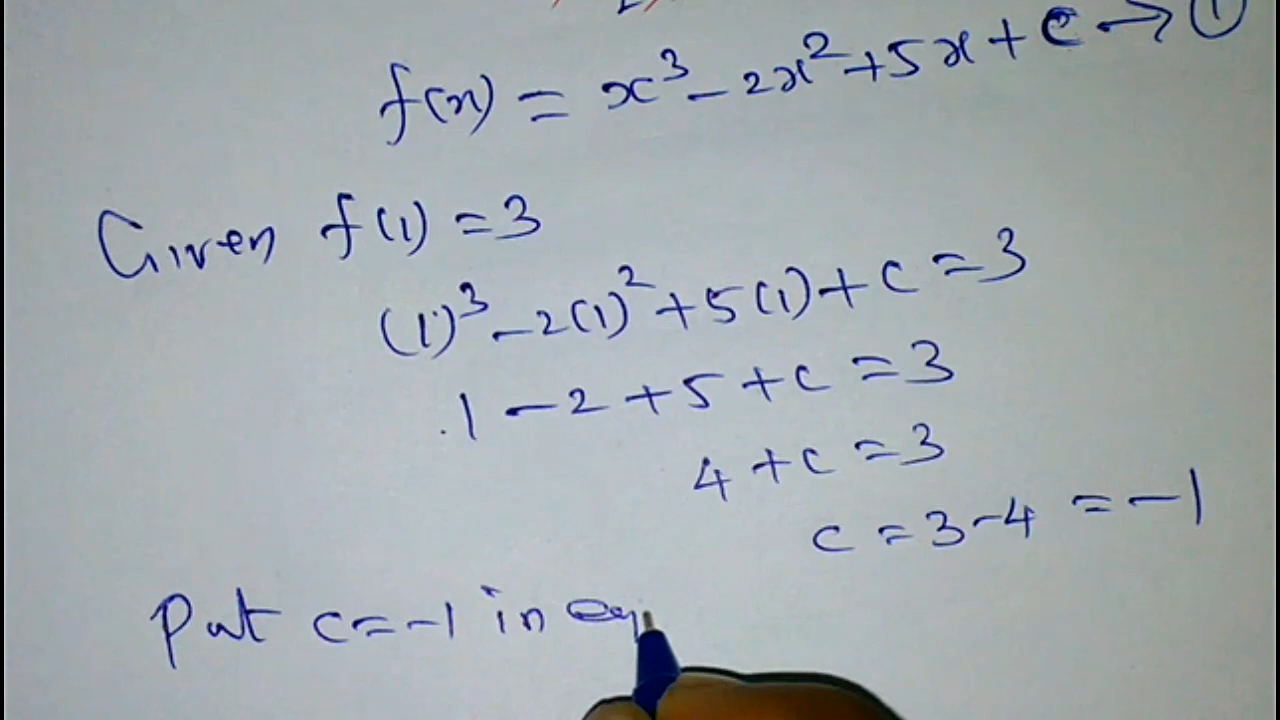 f(x) = x³ - 2x² + 5x + c → ①
Given f(1) = 3
(1)³ - 2(1)² + 5(1) + c = 3
1 - 2 + 5 + c = 3
4 + c = 3
c = 3 - 4 = -1
Put c = -1 in eq